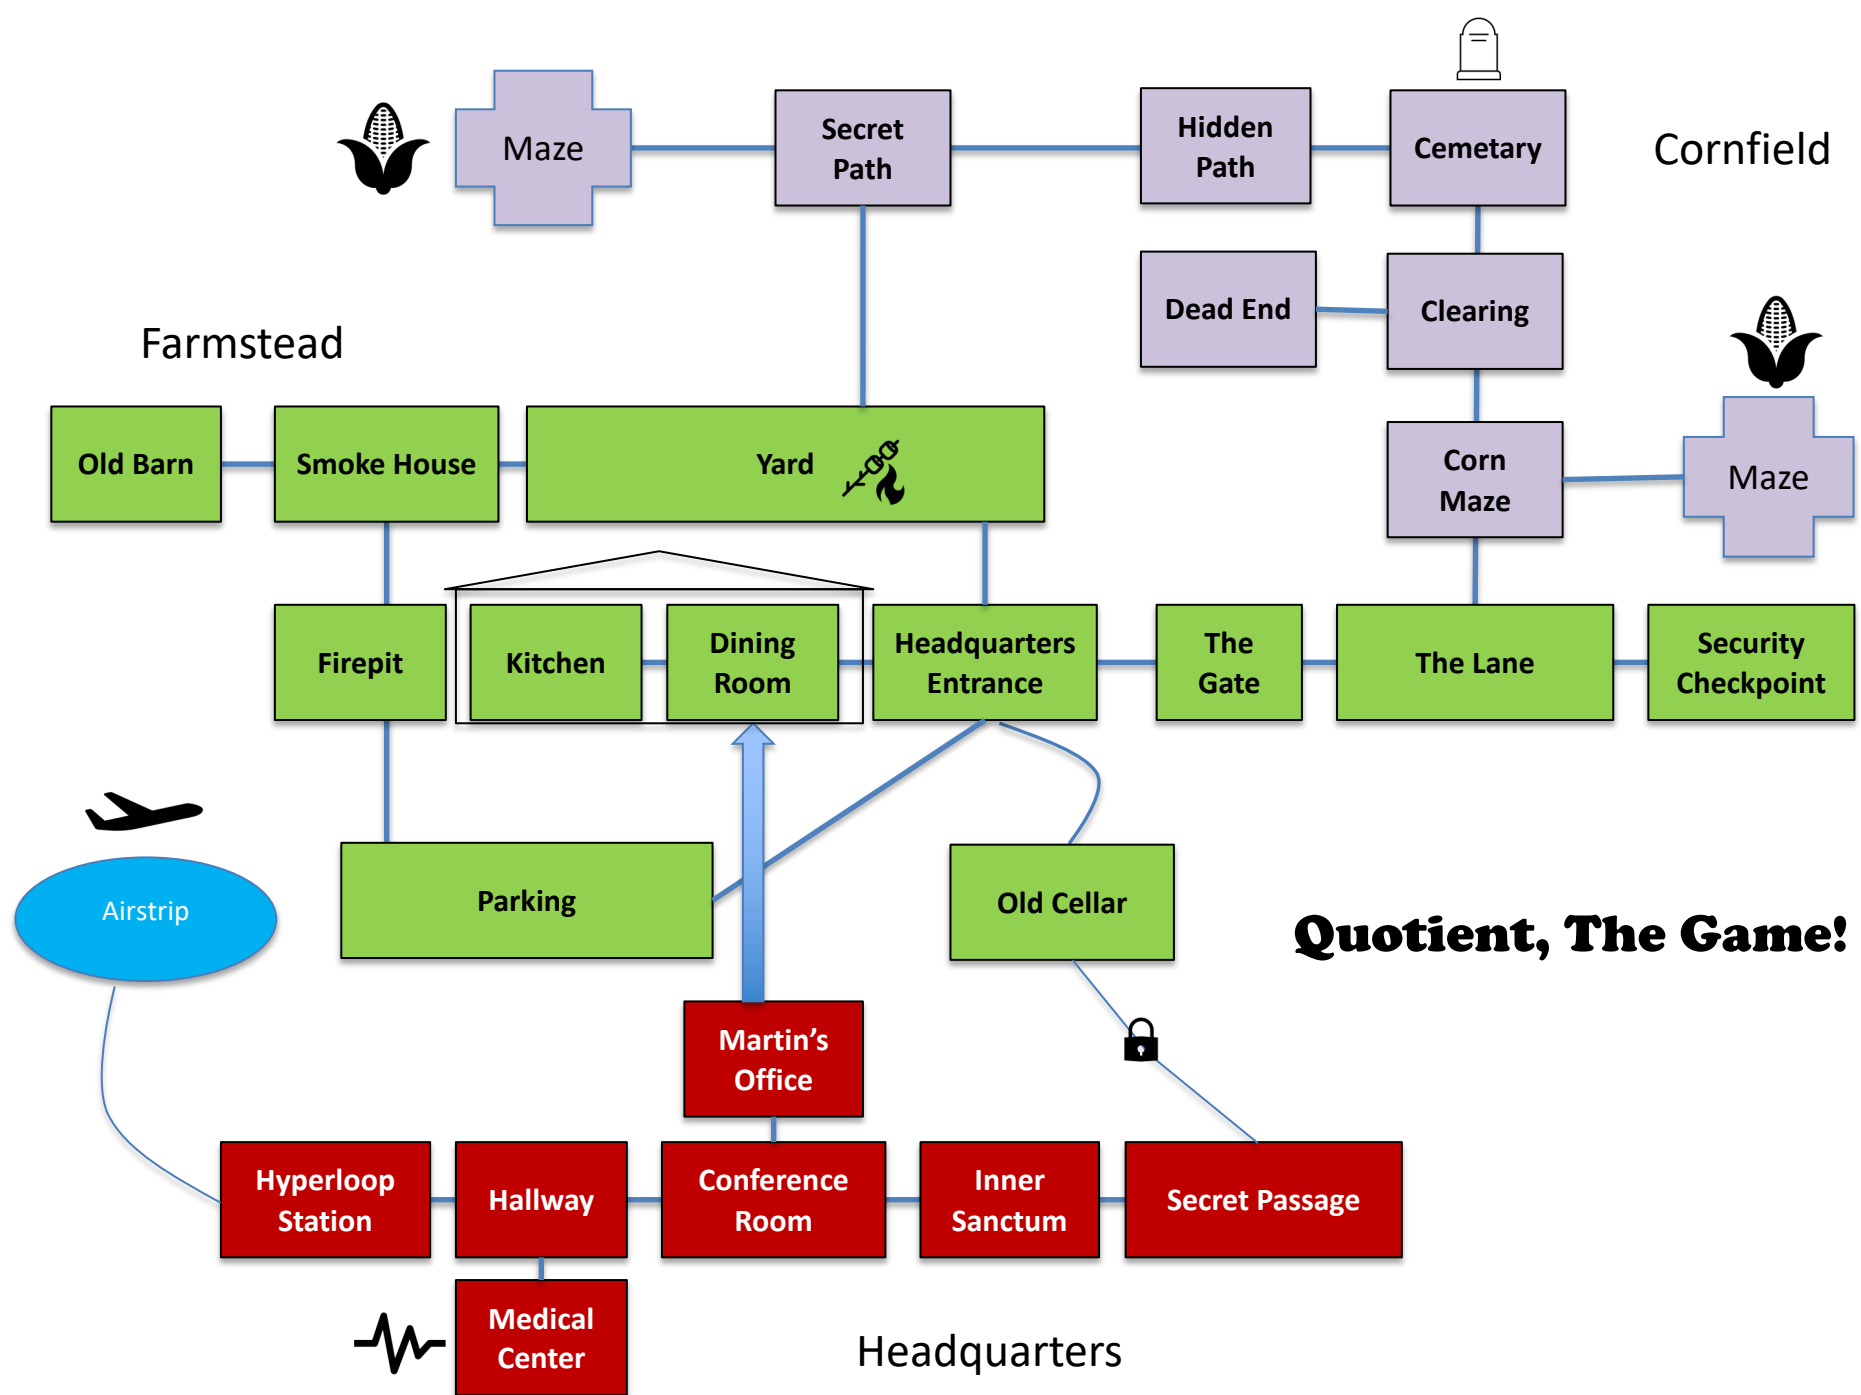 Maze
Secret
Path
Hidden
Path
Cemetary
Cornfield
Dead End
Clearing
Farmstead
Old Barn
Smoke House
Yard
Corn
Maze
Maze
Firepit
Kitchen
Dining
Room
Headquarters
Entrance
The
Gate
The Lane
Security
Checkpoint
Airstrip
Parking
Old Cellar
Quotient, The Game!
Martin’s
Office
Hyperloop
Station
Hallway
Conference
Room
Inner
Sanctum
Secret Passage
Medical
Center
Headquarters